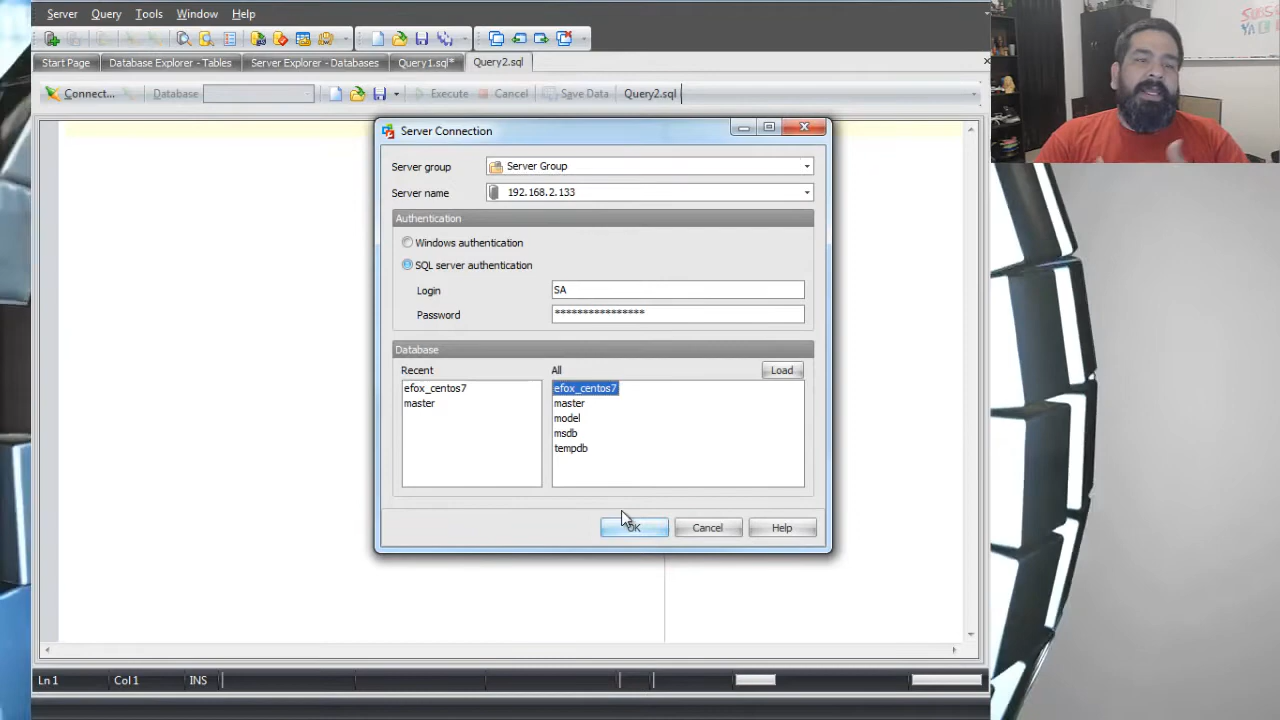 Server Query Tools Window Help
Start Page Database Explorer - Tables Server Explorer - Databases Query1.sql* Query2.sql
Connect... Database Execute Cancel Save Data Query2.sql
Server Connection
Server group Server Group
Server name 192.168.2.133
Authentication
Windows authentication
SQL server authentication
Login SA
Password ****************
Database
Recent All Load
efox_centos7 efox_centos7
master master
model
msdb
tempdb
OK Cancel Help
Ln 1 Col 1 INS